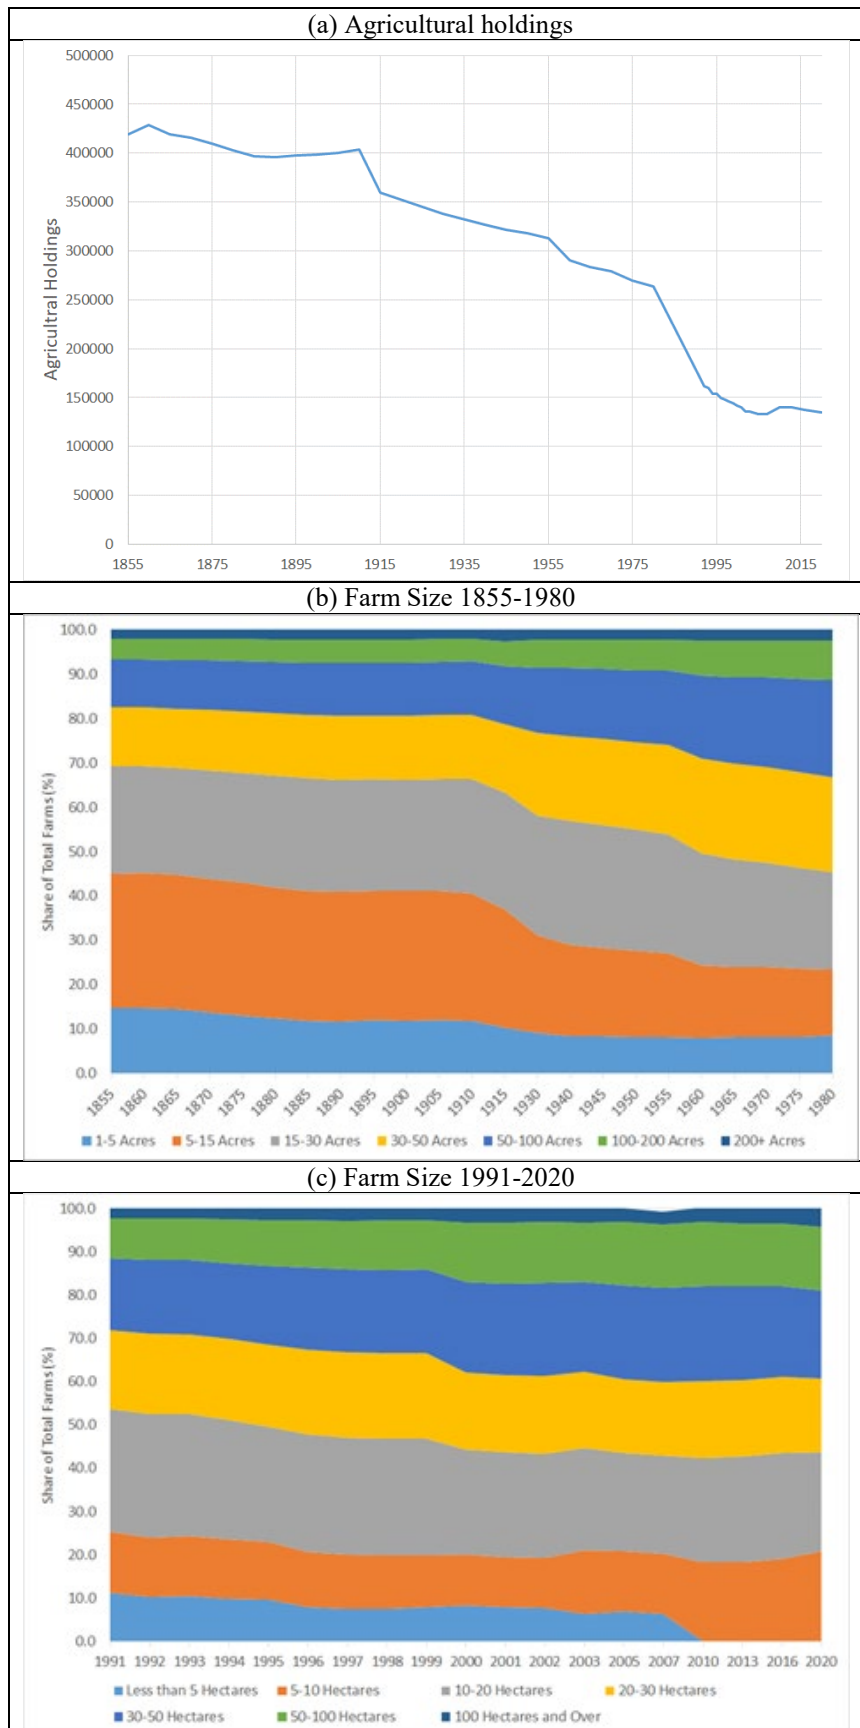 (a) Agricultural holdings
500000
450000
400000
350000
300000
250000
200000
150000
100000
50000
0
Agricultral Holdings
1855 1875 1895 1915 1935 1955 1975 1995 2015
(b) Farm Size 1855-1980
100.0
90.0
80.0
70.0
60.0
50.0
40.0
30.0
20.0
10.0
0.0
Share of Total Farms (%)
1855 1860 1865 1870 1875 1880 1885 1890 1895 1900 1905 1910 1915 1930 1940 1945 1950 1955 1960 1965 1970 1975 1980
1-5 Acres 5-15 Acres 15-30 Acres 30-50 Acres 50-100 Acres 100-200 Acres 200+ Acres
(c) Farm Size 1991-2020
100.0
90.0
80.0
70.0
60.0
50.0
40.0
30.0
20.0
10.0
0.0
Share of Total Farms (%)
1991 1992 1993 1994 1995 1996 1997 1998 1999 2000 2001 2002 2003 2005 2007 2010 2013 2016 2020
Less than 5 Hectares 5-10 Hectares 10-20 Hectares 20-30 Hectares
30-50 Hectares 50-100 Hectares 100 Hectares and Over